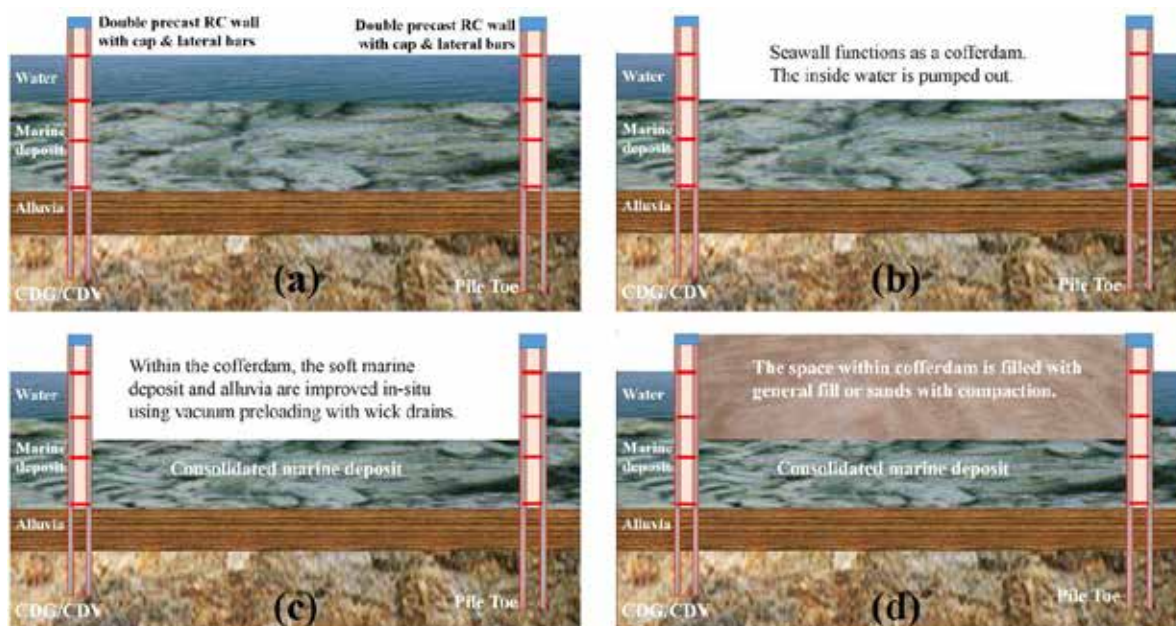 Double precast RC wall
with cap & lateral bars
Double precast RC wall
with cap & lateral bars
Water
Marine
deposit
Alluvia
CDG/CDV
(a)
Pile Toe
Seawall functions as a cofferdam.
The inside water is pumped out.
Water
Marine
deposit
Alluvia
CDG/CDV
(b)
Pile Toe
Within the cofferdam, the soft marine
deposit and alluvia are improved in-situ
using vacuum preloading with wick drains.
Water
Marine
deposit
Consolidated marine deposit
Alluvia
CDG/CDV
(c)
Pile Toe
The space within cofferdam is filled with
general fill or sands with compaction.
Water
Marine
deposit
Consolidated marine deposit
Alluvia
CDG/CDV
(d)
Pile Toe